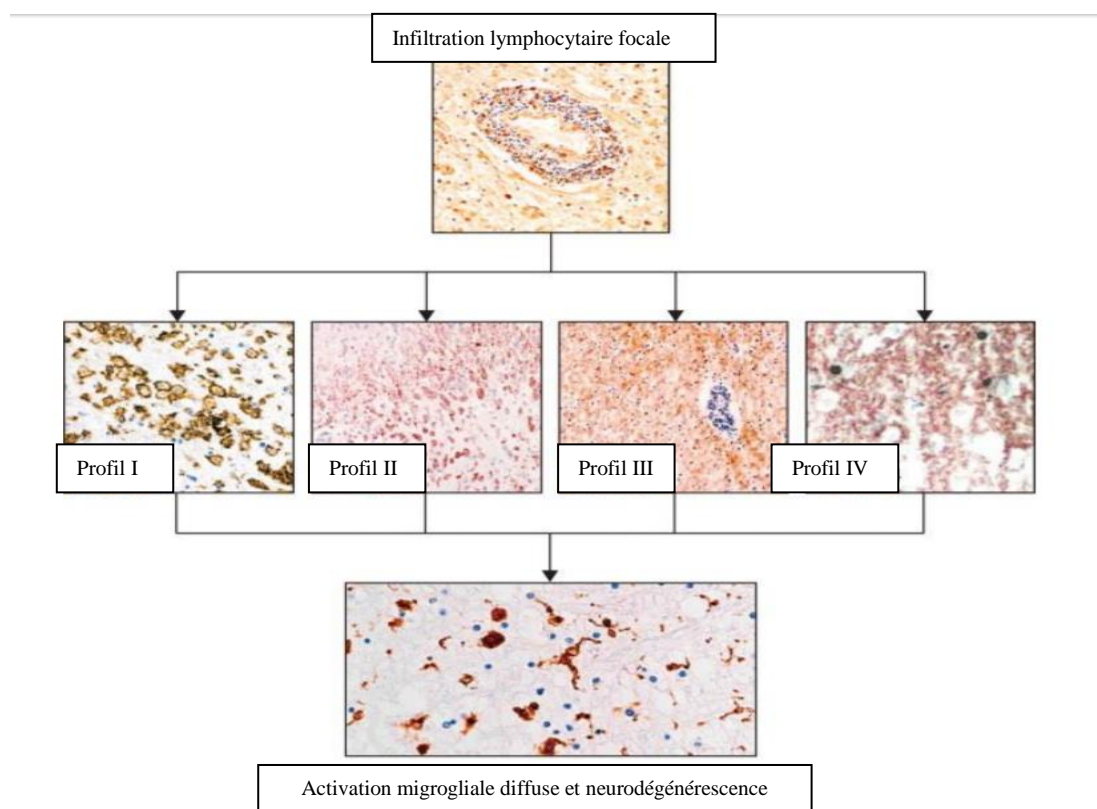 Infiltration lymphocytaire focale
Profil I
Profil II
Profil III
Profil IV
Activation migrogliale diffuse et neurodégénérescence